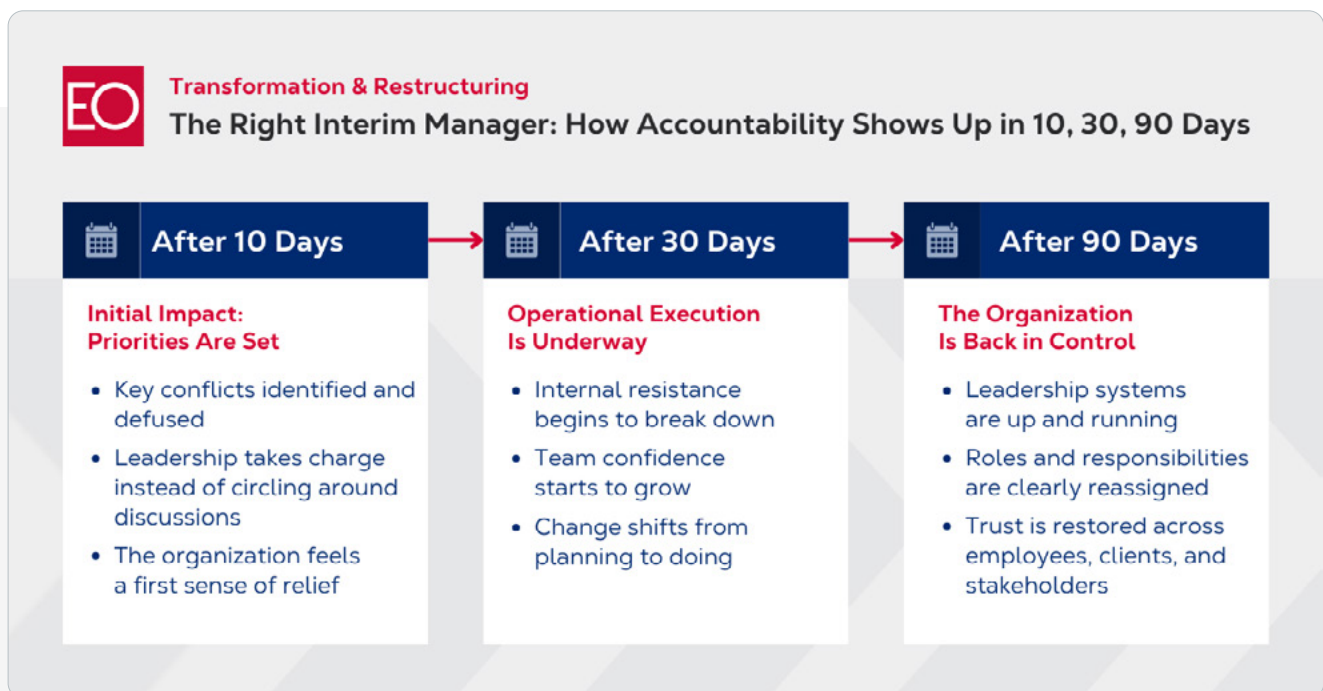 EO
Transformation & Restructuring
The Right Interim Manager: How Accountability Shows Up in 10, 30, 90 Days
After 10 Days
Initial Impact:
Priorities Are Set
• Key conflicts identified and
defused
• Leadership takes charge
instead of circling around
discussions
• The organization feels
a first sense of relief
After 30 Days
Operational Execution
Is Underway
• Internal resistance
begins to break down
• Team confidence
starts to grow
• Change shifts from
planning to doing
After 90 Days
The Organization
Is Back in Control
• Leadership systems
are up and running
• Roles and responsibilities
are clearly reassigned
• Trust is restored across
employees, clients, and
stakeholders